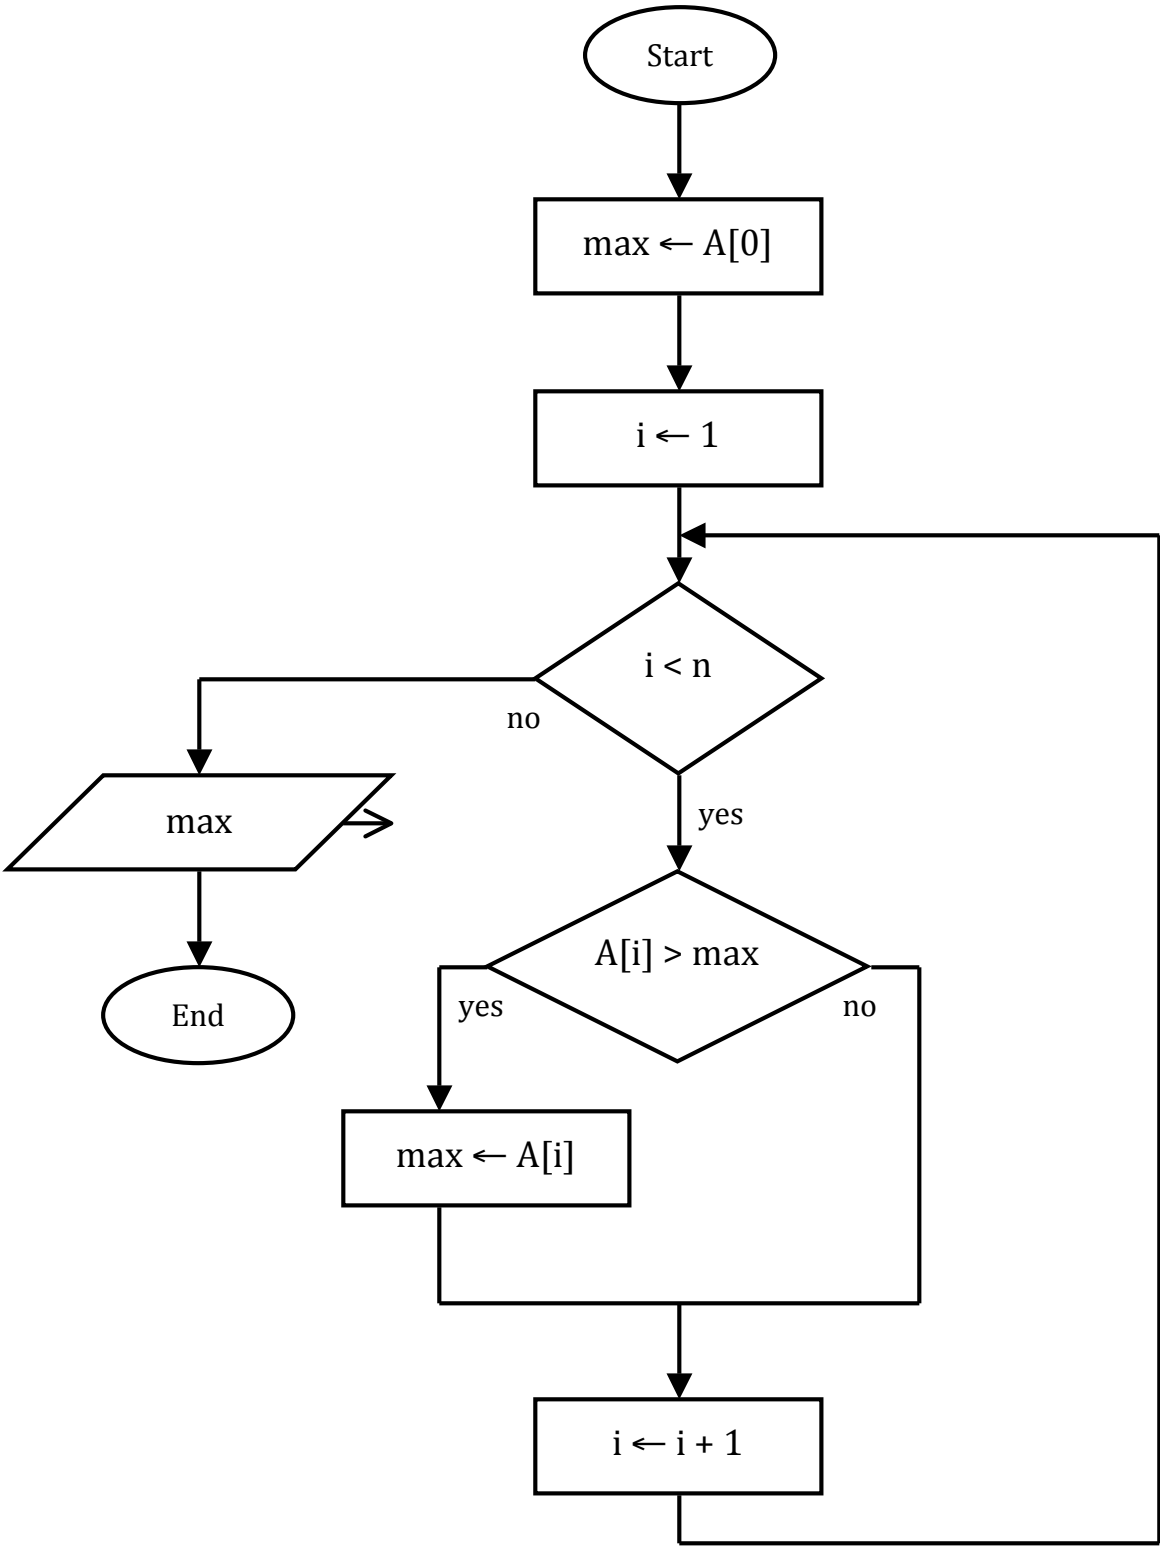 Start
max ← A[0]
i ← 1
i < n
no
yes
max
A[i] > max
yes
no
End
max ← A[i]
i ← i + 1